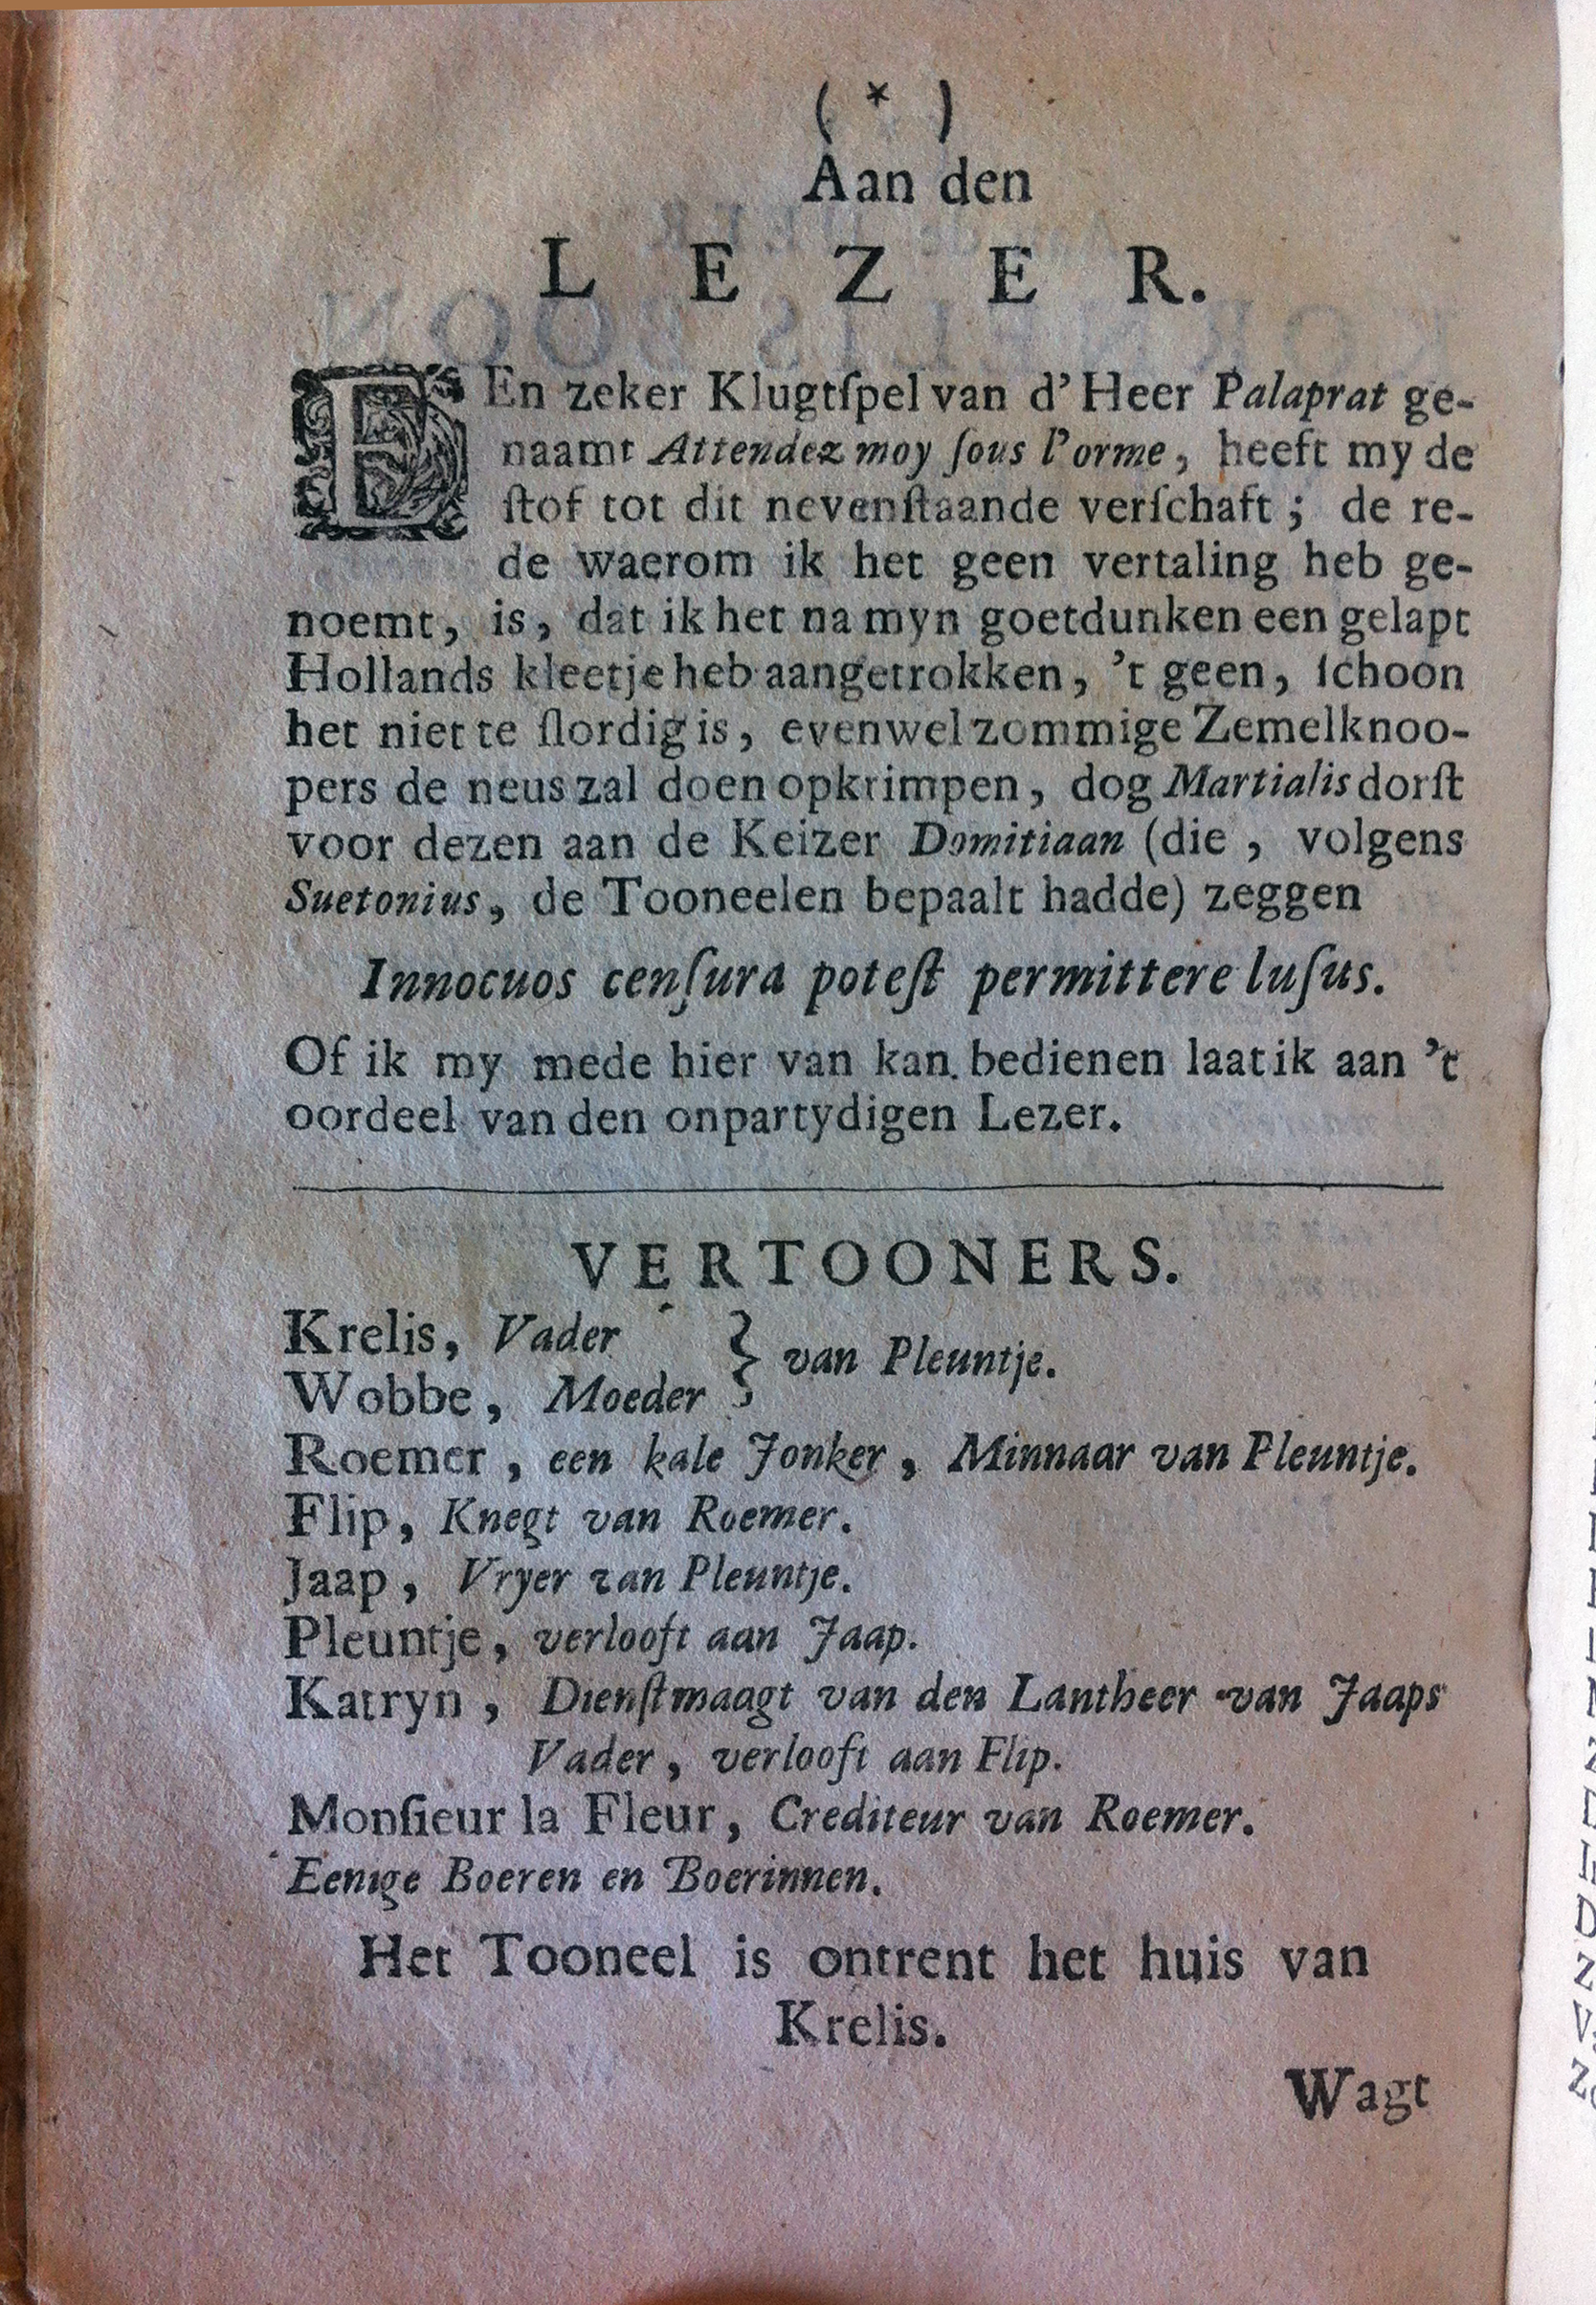 ( * )
Aan den
LEZER.
EEn zeker Klugtſpel van d' Heer Palaprat ge-
naamt Attendez moy ſous l'orme, heeft my de
ſtof tot dit nevenſtaande verſchaft; de re-
de waerom ik het geen vertaling heb ge-
noemt, is, dat ik het na myn goetdunken een gelapt
Hollands kleetje heb aangetrokken, 't geen, ſchoon
het niet te ſlordig is, evenwel zommige Zemelknoo-
pers de neus zal doen opkrimpen, dog Martialis dorſt
voor dezen aan de Keizer Domitiaan (die, volgens
Suetonius, de Tooneelen bepaalt hadde) zeggen
Innocuos cenſura poteſt permittere luſus.
Of ik my mede hier van kan bedienen laat ik aan 't
oordeel van den onpartydigen Lezer.
VERTOONERS.
Krelis, Vader
Wobbe, Moeder } van Pleuntje.
Roemer, een kale Jonker, Minnaar van Pleuntje.
Flip, Knegt van Roemer.
Jaap, Vryer van Pleuntje.
Pleuntje, verlooft aan Jaap.
Katryn, Dienſtmaagt van den Lantheer van Jaaps
Vader, verlooft aan Flip.
Monſieur la Fleur, Crediteur van Roemer.
Eenige Boeren en Boerinnen.
Het Tooneel is ontrent het huis van
Krelis.
Wagt